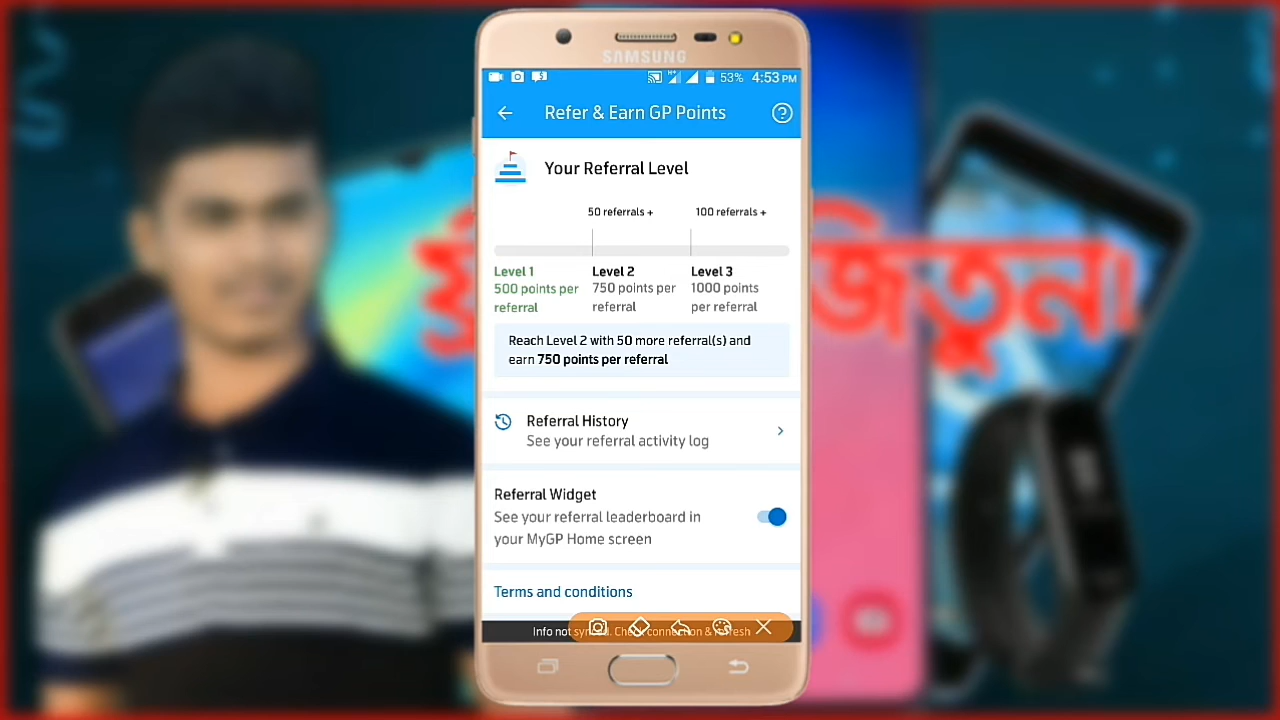 SAMSUNG
53% 4:53 PM
Refer & Earn GP Points
Your Referral Level
50 referrals +
100 referrals +
Level 1
500 points per
referral
Level 2
750 points per
referral
Level 3
1000 points
per referral
Reach Level 2 with 50 more referral(s) and
earn 750 points per referral
Referral History
See your referral activity log
Referral Widget
See your referral leaderboard in
your MyGP Home screen
Terms and conditions
Info not synced. Check connection & refresh
জিতুন।